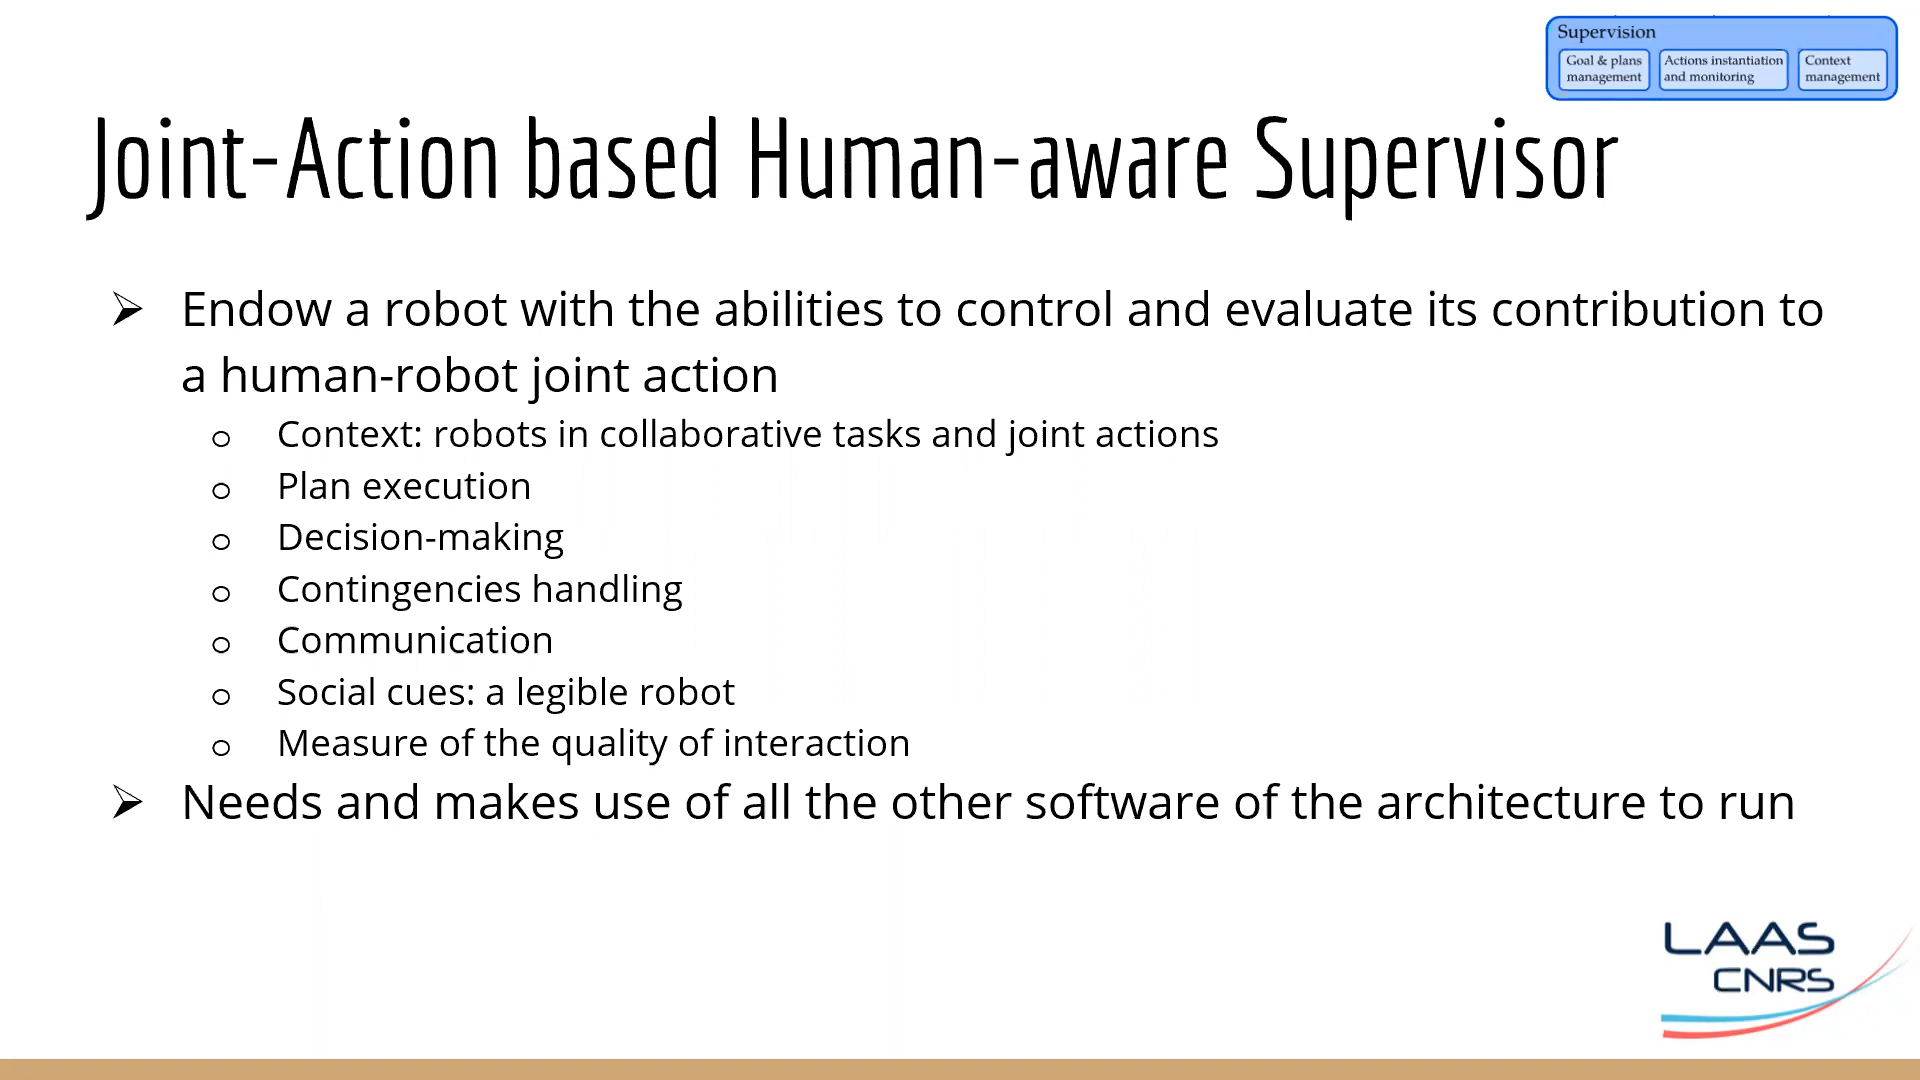 Supervision
Goal & plans management
Actions instantiation and monitoring
Context management
Joint-Action based Human-aware Supervisor
Endow a robot with the abilities to control and evaluate its contribution to
a human-robot joint action
Context: robots in collaborative tasks and joint actions
Plan execution
Decision-making
Contingencies handling
Communication
Social cues: a legible robot
Measure of the quality of interaction
Needs and makes use of all the other software of the architecture to run
LAAS
CNRS